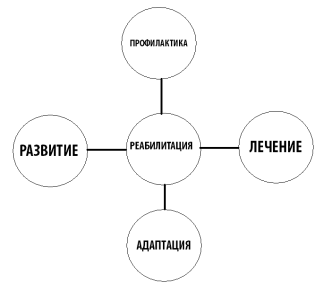 ПРОФИЛАКТИКА
РАЗВИТИЕ
РЕАБИЛИТАЦИЯ
ЛЕЧЕНИЕ
АДАПТАЦИЯ